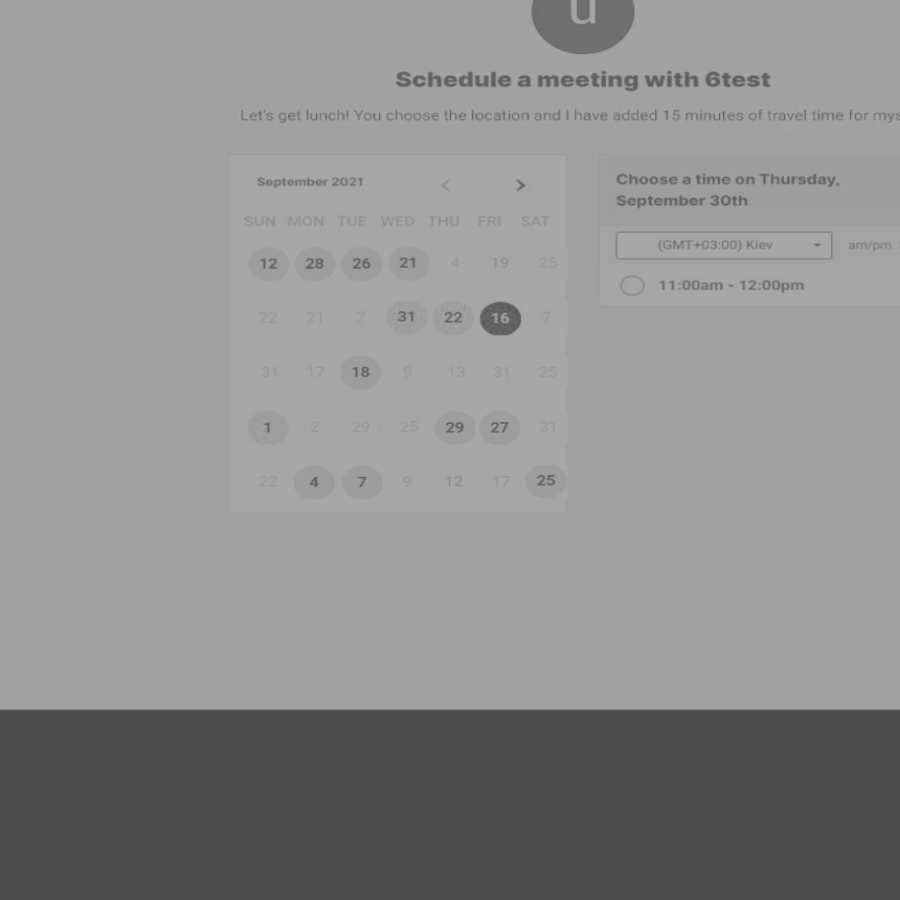 u
Schedule a meeting with 6test
Let's get lunch! You choose the location and I have added 15 minutes of travel time for mys
September 2021 < >
SUN MON TUE WED THU FRI SAT
12 28 26 21 4 19 25
22 21 7 31 22 16 7
31 17 18 9 13 31 25
1 2 29 25 29 27 31
22 4 7 9 12 17 25
Choose a time on Thursday,
September 30th
(GMT+03:00) Kiev am/pm
11:00am - 12:00pm